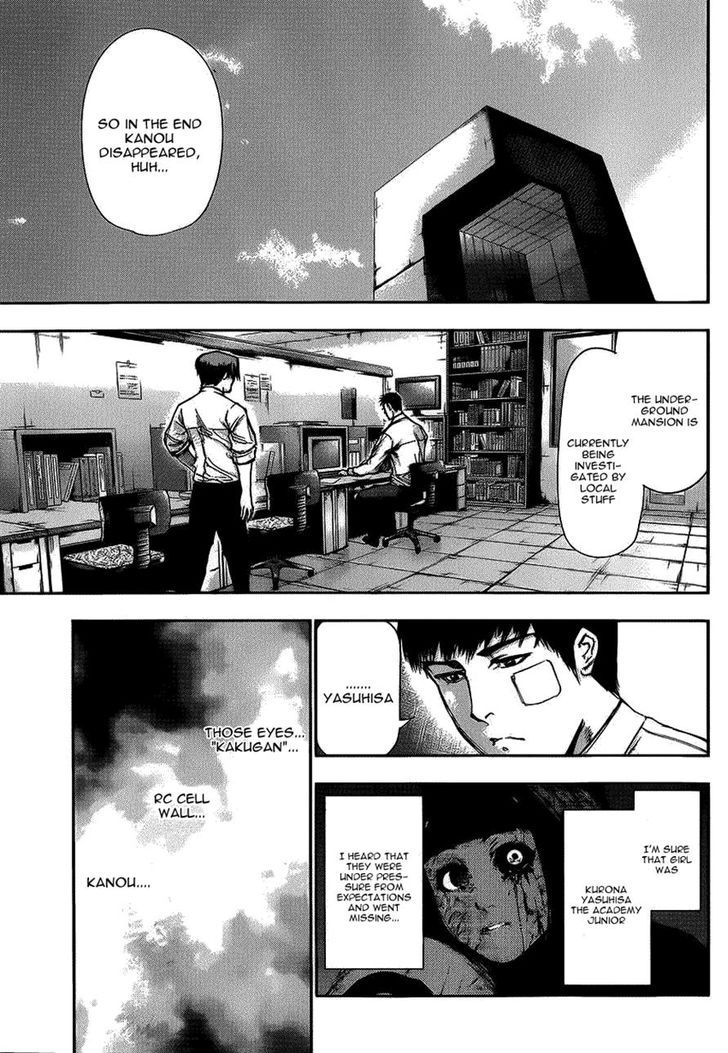 SO IN THE END
KANOU
DISAPPEARED,
HUH...
THE UNDER-
GROUND
MANSION IS
CURRENTLY
BEING
INVESTI-
GATED BY
LOCAL
STUFF
.......
YASUHISA
I'M SURE
THAT GIRL
WAS
KURONA
YASUHISA
THE ACADEMY
JUNIOR
I HEARD THAT
THEY WERE
UNDER PRES-
SURE FROM
EXPECTATIONS
AND WENT
MISSING...
THOSE EYES...
"KAKUGAN"...
RC CELL
WALL...
KANOU....